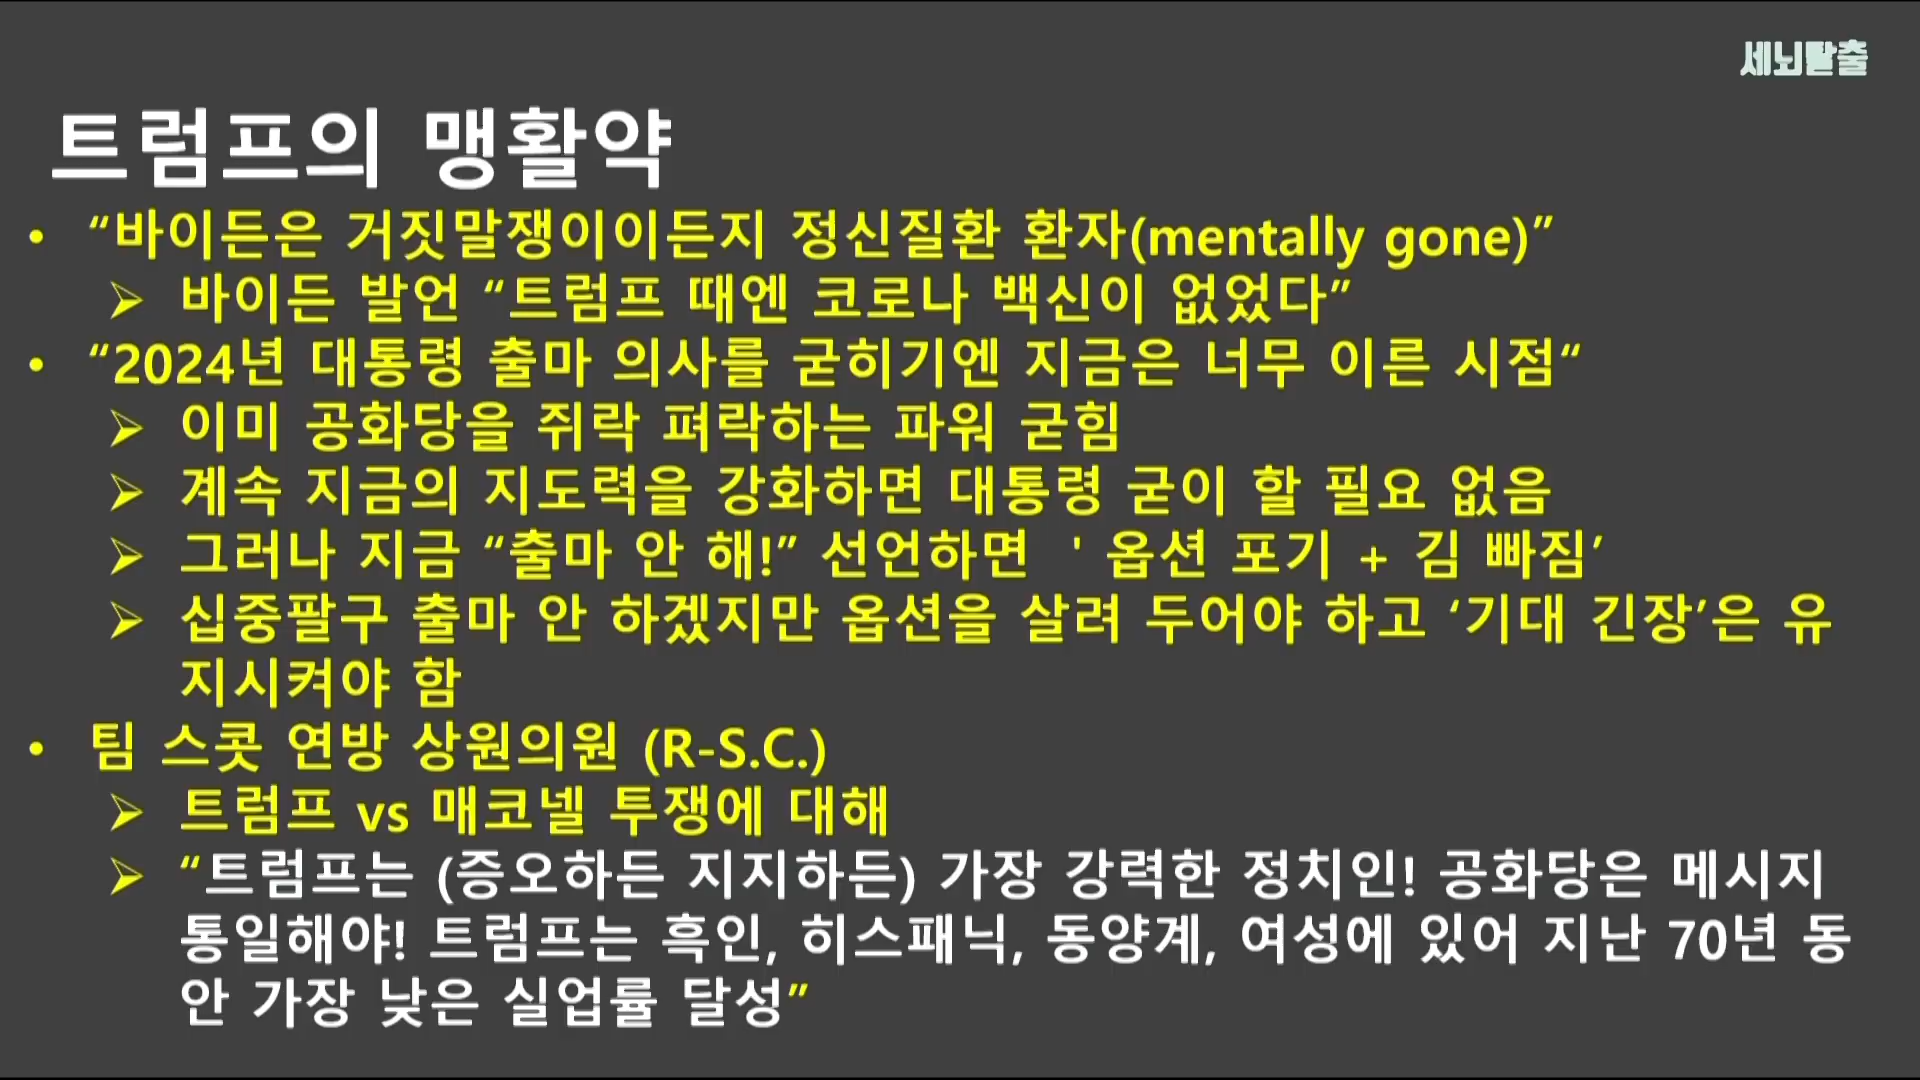 세뇌탈출
트럼프의 맹활약
• “바이든은 거짓말쟁이이든지 정신질환 환자(mentally gone)”
➢ 바이든 발언 “트럼프 때엔 코로나 백신이 없었다”
• “2024년 대통령 출마 의사를 굳히기엔 지금은 너무 이른 시점“
➢ 이미 공화당을 쥐락 펴락하는 파워 굳힘
➢ 계속 지금의 지도력을 강화하면 대통령 굳이 할 필요 없음
➢ 그러나 지금 “출마 안 해!” 선언하면 ' 옵션 포기 + 김 빠짐’
➢ 십중팔구 출마 안 하겠지만 옵션을 살려 두어야 하고 ‘기대 긴장’은 유
지시켜야 함
• 팀 스콧 연방 상원의원 (R-S.C.)
➢ 트럼프 vs 매코넬 투쟁에 대해
➢ “트럼프는 (증오하든 지지하든) 가장 강력한 정치인! 공화당은 메시지
통일해야! 트럼프는 흑인, 히스패닉, 동양계, 여성에 있어 지난 70년 동
안 가장 낮은 실업률 달성”